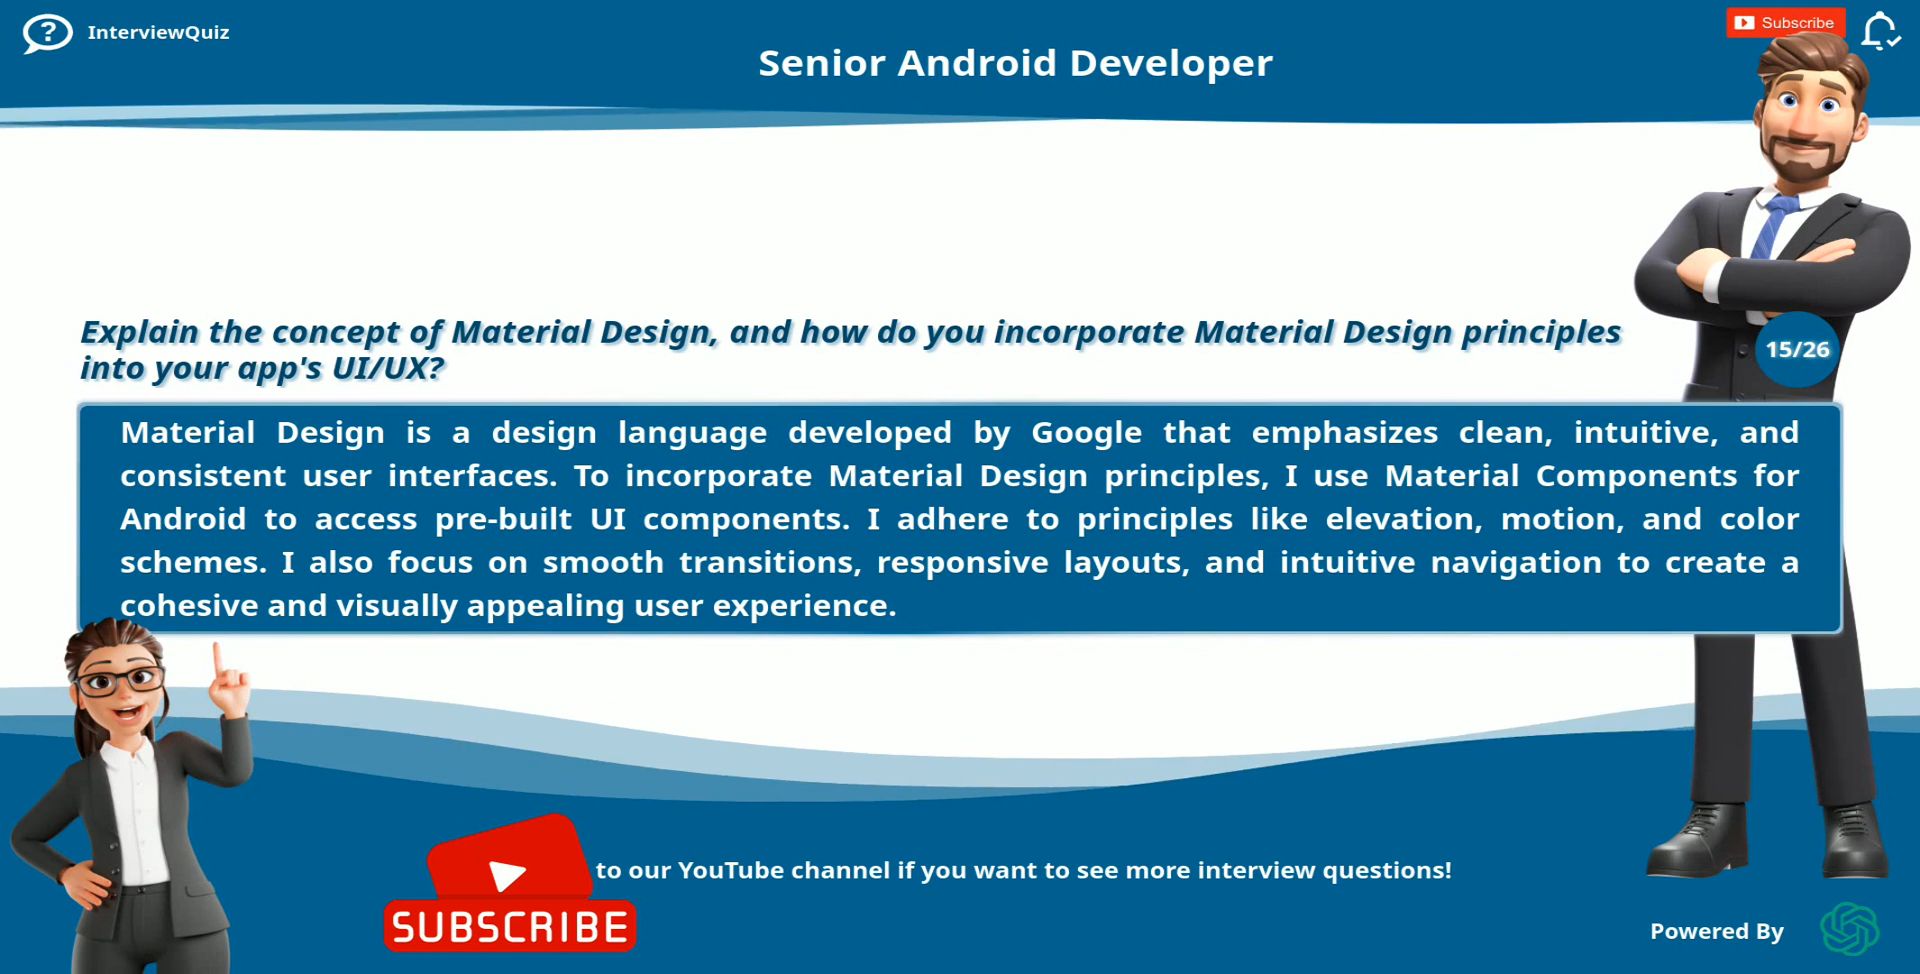 InterviewQuiz
Subscribe
Senior Android Developer
Explain the concept of Material Design, and how do you incorporate Material Design principles
into your app's UI/UX?
15/26
Material Design is a design language developed by Google that emphasizes clean, intuitive, and
consistent user interfaces. To incorporate Material Design principles, I use Material Components for
Android to access pre-built UI components. I adhere to principles like elevation, motion, and color
schemes. I also focus on smooth transitions, responsive layouts, and intuitive navigation to create a
cohesive and visually appealing user experience.
to our YouTube channel if you want to see more interview questions!
SUBSCRIBE
Powered By